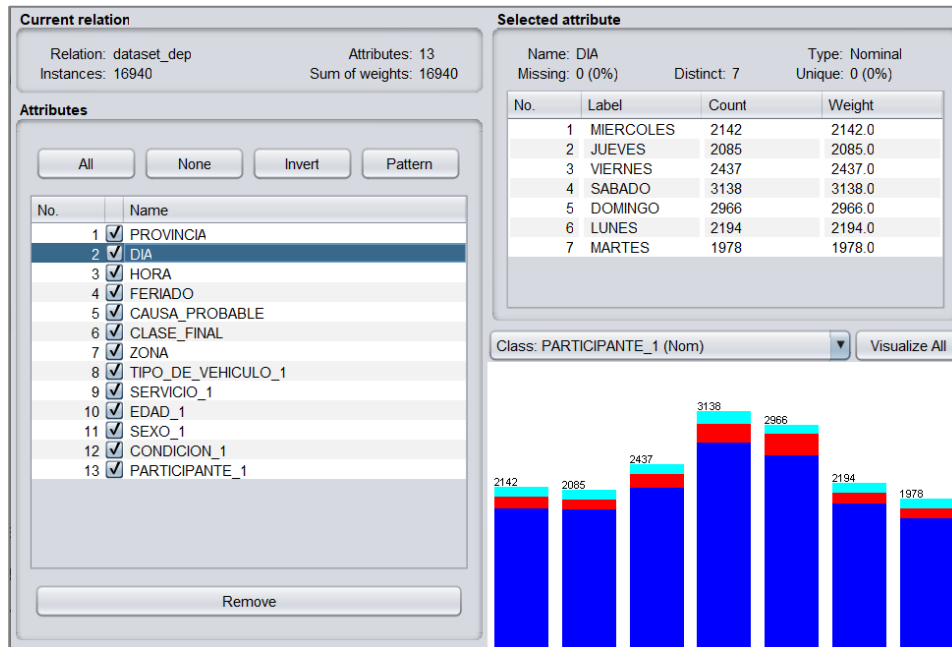 Current relation
Relation: dataset_dep Attributes: 13
Instances: 16940 Sum of weights: 16940
Attributes
All None Invert Pattern
No. Name
1 PROVINCIA
2 DIA
3 HORA
4 FERIADO
5 CAUSA_PROBABLE
6 CLASE_FINAL
7 ZONA
8 TIPO_DE_VEHICULO_1
9 SERVICIO_1
10 EDAD_1
11 SEXO_1
12 CONDICION_1
13 PARTICIPANTE_1
Remove
Selected attribute
Name: DIA Type: Nominal
Missing: 0 (0%) Distinct: 7 Unique: 0 (0%)
No. Label Count Weight
1 MIERCOLES 2142 2142.0
2 JUEVES 2085 2085.0
3 VIERNES 2437 2437.0
4 SABADO 3138 3138.0
5 DOMINGO 2966 2966.0
6 LUNES 2194 2194.0
7 MARTES 1978 1978.0
Class: PARTICIPANTE_1 (Nom) Visualize All
2142 2085 2437 3138 2966 2194 1978